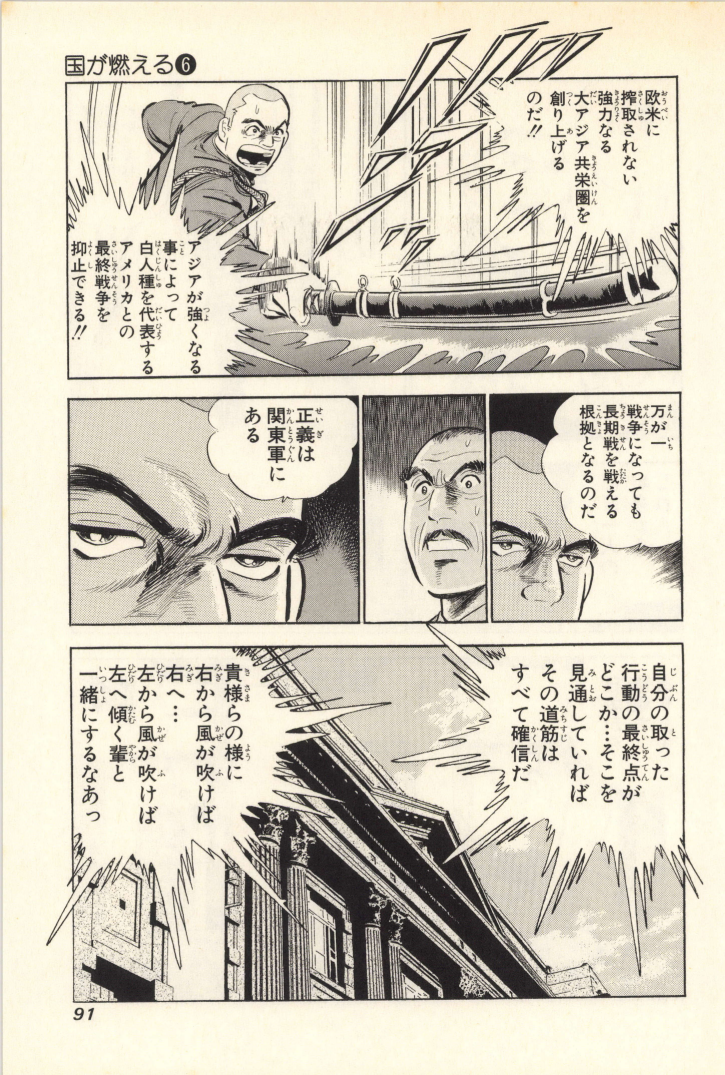 国が燃える❻
欧米に
搾取されない
強力なる
大アジア共栄圏を
創り上げる
のだ!!
ズズズ
ズン
アジアが強くなる
事によって
白人種を代表する
アメリカとの
最終戦争を
抑止できる!!
万が一
戦争になっても
長期戦を戦える
根拠となるのだ
正義は
関東軍に
ある
自分の取った
行動の最終点が
どこか…そこを
見通していれば
その道筋は
すべて確信だ
貴様らの様に
右から風が吹けば
右へ…
左から風が吹けば
左へ傾く輩と
一緒にするなあっ
91